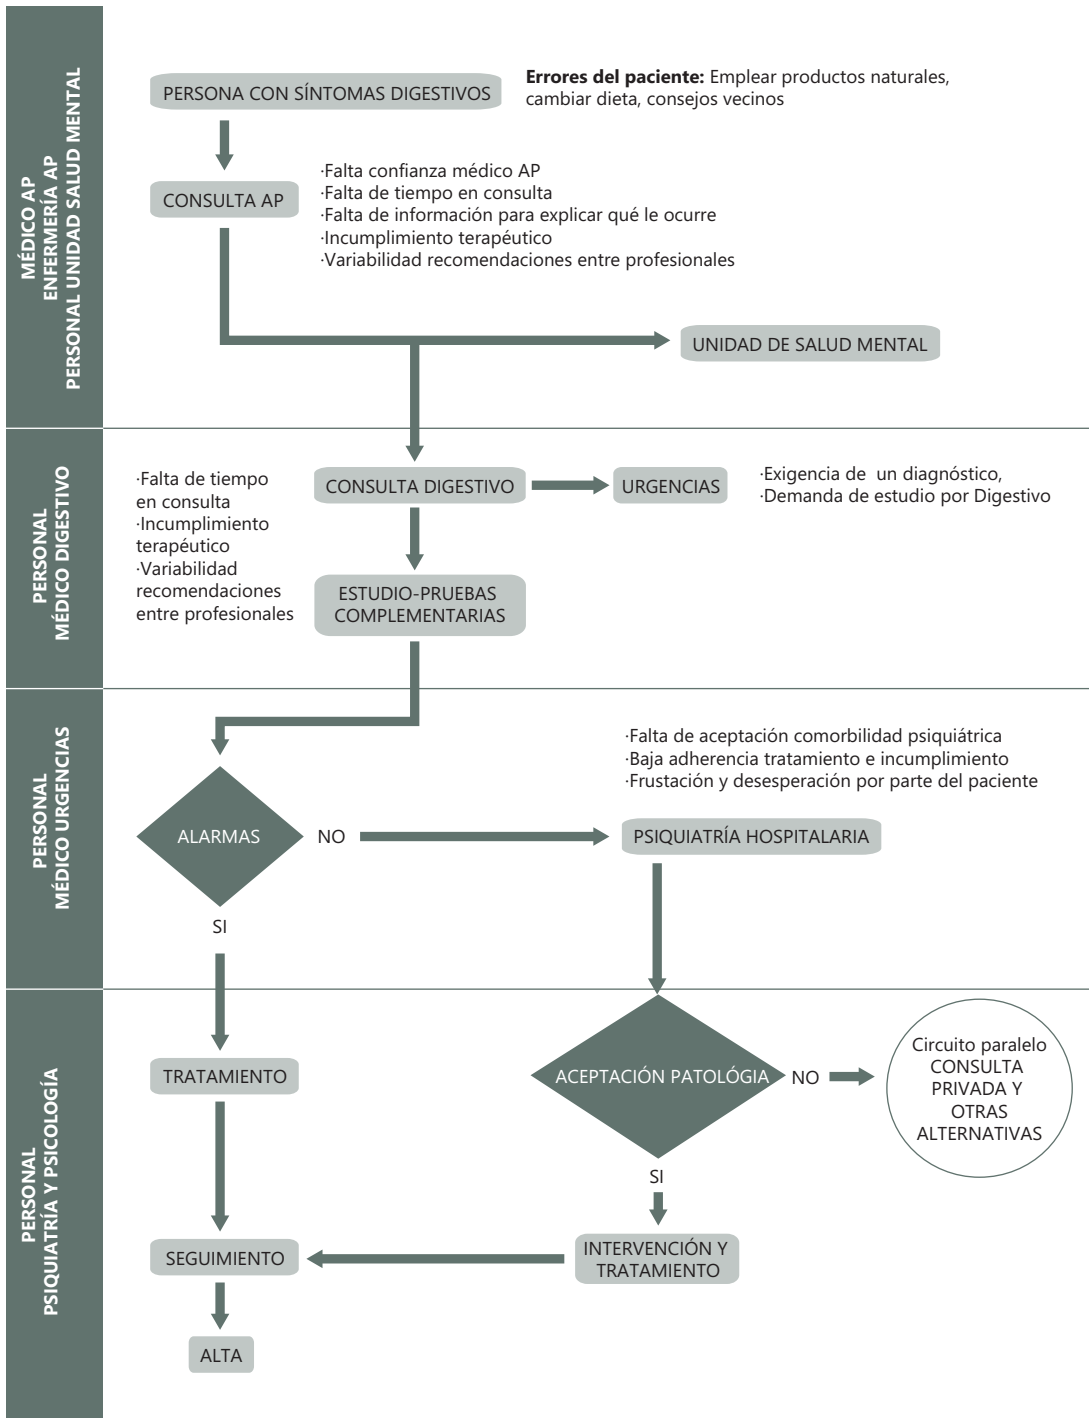 MÉDICO AP
ENFERMERÍA AP
PERSONAL UNIDAD SALUD MENTAL
PERSONA CON SÍNTOMAS DIGESTIVOS
Errores del paciente: Emplear productos naturales,
cambiar dieta, consejos vecinos
CONSULTA AP
·Falta confianza médico AP
·Falta de tiempo en consulta
·Falta de información para explicar qué le ocurre
·Incumplimiento terapéutico
·Variabilidad recomendaciones entre profesionales
UNIDAD DE SALUD MENTAL
PERSONAL
MÉDICO DIGESTIVO
·Falta de tiempo
en consulta
·Incumplimiento
terapéutico
·Variabilidad
recomendaciones
entre profesionales
CONSULTA DIGESTIVO
URGENCIAS
·Exigencia de un diagnóstico,
·Demanda de estudio por Digestivo
ESTUDIO-PRUEBAS
COMPLEMENTARIAS
PERSONAL
MÉDICO URGENCIAS
·Falta de aceptación comorbilidad psiquiátrica
·Baja adherencia tratamiento e incumplimiento
·Frustación y desesperación por parte del paciente
ALARMAS
NO
PSIQUIATRÍA HOSPITALARIA
SI
PERSONAL
PSIQUIATRÍA Y PSICOLOGÍA
TRATAMIENTO
ACEPTACIÓN PATOLÓGIA
NO
Circuito paralelo
CONSULTA
PRIVADA Y
OTRAS
ALTERNATIVAS
SI
SEGUIMIENTO
INTERVENCIÓN Y
TRATAMIENTO
ALTA